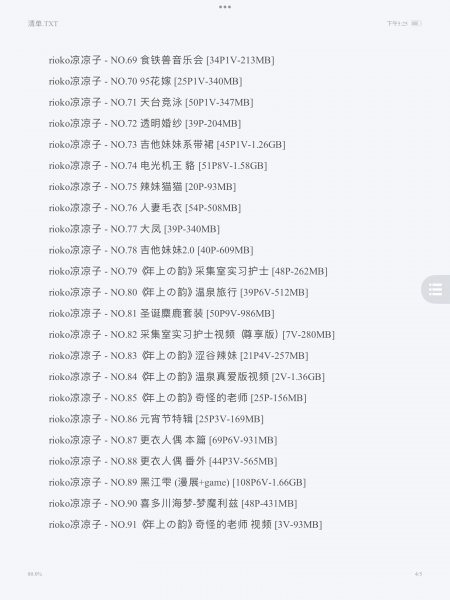 清单.TXT
下午5:25
rioko凉凉子 - NO.69 食铁兽音乐会 [34P1V-213MB]
rioko凉凉子 - NO.70 95花嫁 [25P1V-340MB]
rioko凉凉子 - NO.71 天台竞泳 [50P1V-347MB]
rioko凉凉子 - NO.72 透明婚纱 [39P-204MB]
rioko凉凉子 - NO.73 吉他妹妹系带裙 [45P1V-1.26GB]
rioko凉凉子 - NO.74 电光机王 貉 [51P8V-1.58GB]
rioko凉凉子 - NO.75 辣妹猫猫 [20P-93MB]
rioko凉凉子 - NO.76 人妻毛衣 [54P-508MB]
rioko凉凉子 - NO.77 大凤 [39P-340MB]
rioko凉凉子 - NO.78 吉他妹妹2.0 [40P-609MB]
rioko凉凉子 - NO.79《年上の韵》采集室实习护士 [48P-262MB]
rioko凉凉子 - NO.80《年上の韵》温泉旅行 [39P6V-512MB]
rioko凉凉子 - NO.81 圣诞麋鹿套装 [50P9V-986MB]
rioko凉凉子 - NO.82 采集室实习护士视频（尊享版）[7V-280MB]
rioko凉凉子 - NO.83《年上の韵》涩谷辣妹 [21P4V-257MB]
rioko凉凉子 - NO.84《年上の韵》温泉真爱版视频 [2V-1.36GB]
rioko凉凉子 - NO.85《年上の韵》奇怪的老师 [25P-156MB]
rioko凉凉子 - NO.86 元宵节特辑 [25P3V-169MB]
rioko凉凉子 - NO.87 更衣人偶 本篇 [69P6V-931MB]
rioko凉凉子 - NO.88 更衣人偶 番外 [44P3V-565MB]
rioko凉凉子 - NO.89 黑江雫 (漫展+game) [108P6V-1.66GB]
rioko凉凉子 - NO.90 喜多川海梦-梦魔利兹 [48P-431MB]
rioko凉凉子 - NO.91《年上の韵》奇怪的老师 视频 [3V-93MB]
4/5